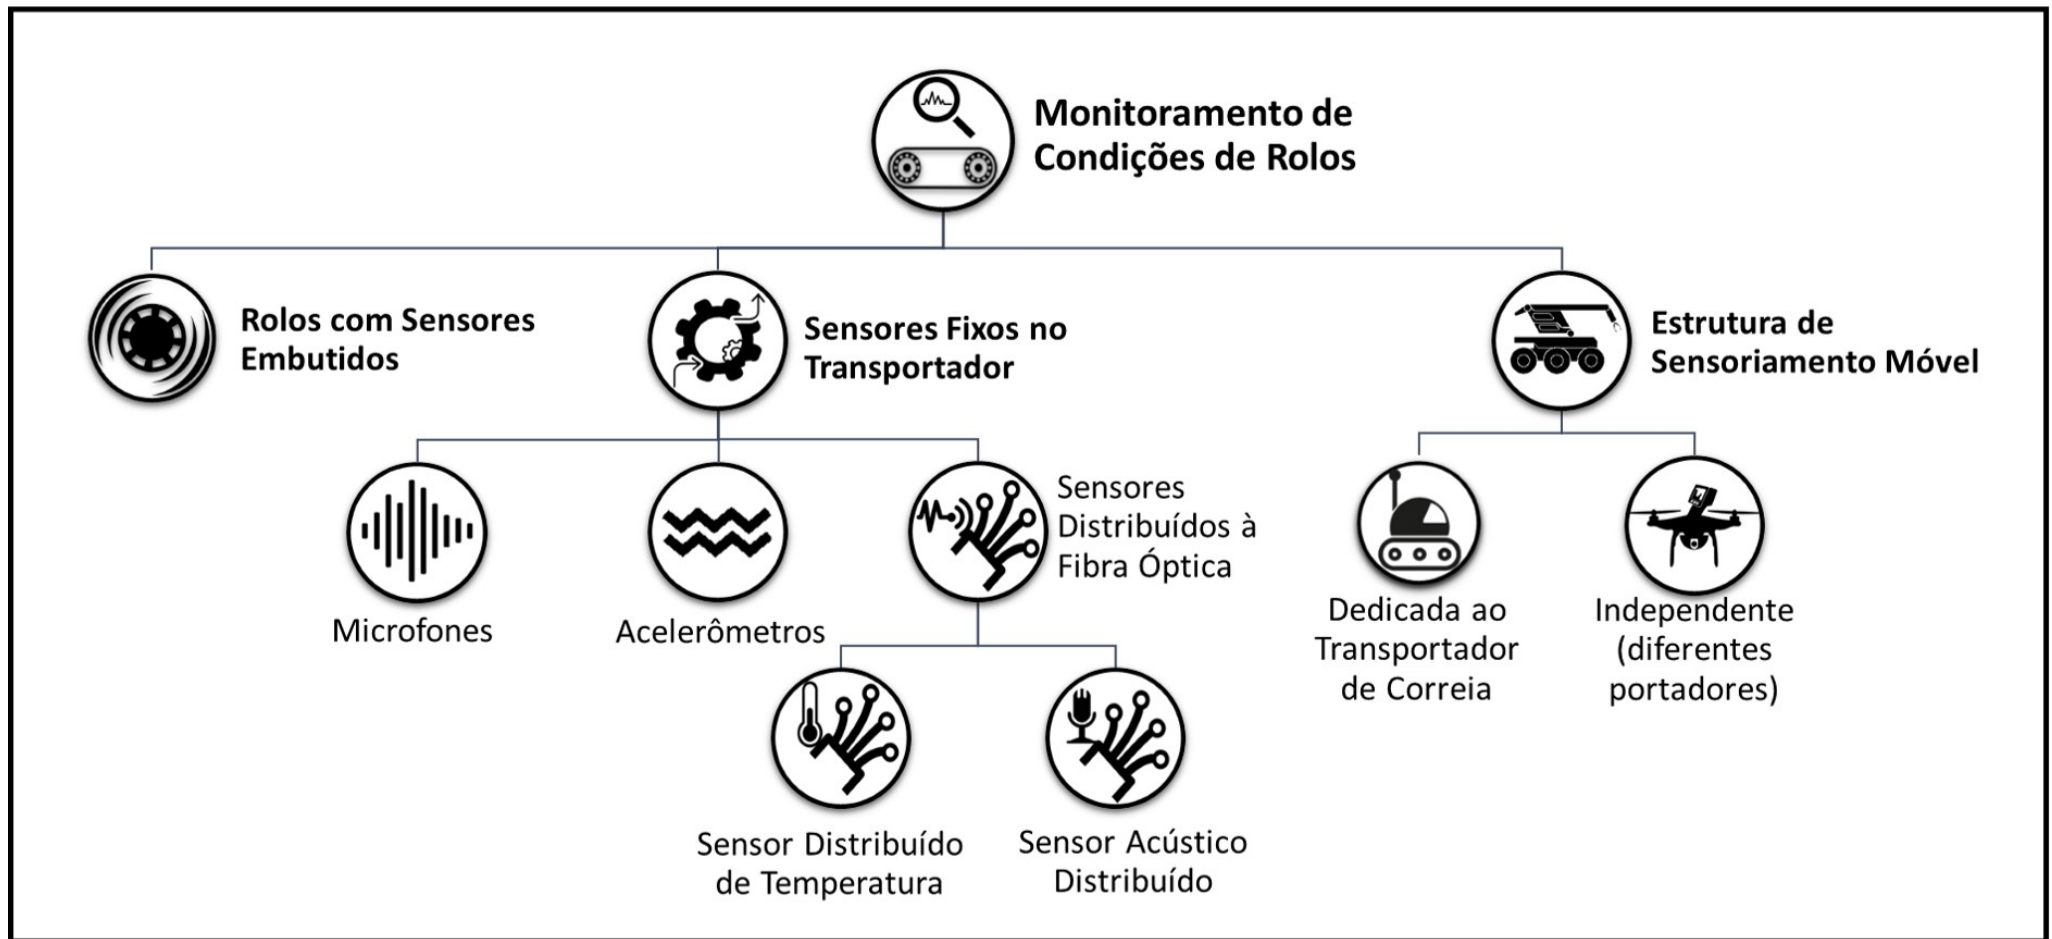 Monitoramento de
Condições de Rolos
Rolos com Sensores
Embutidos
Sensores Fixos no
Transportador
Estrutura de
Sensoriamento Móvel
Microfones
Acelerômetros
Sensores
Distribuídos à
Fibra Óptica
Dedicada ao
Transportador
de Correia
Independente
(diferentes
portadores)
Sensor Distribuído
de Temperatura
Sensor Acústico
Distribuído